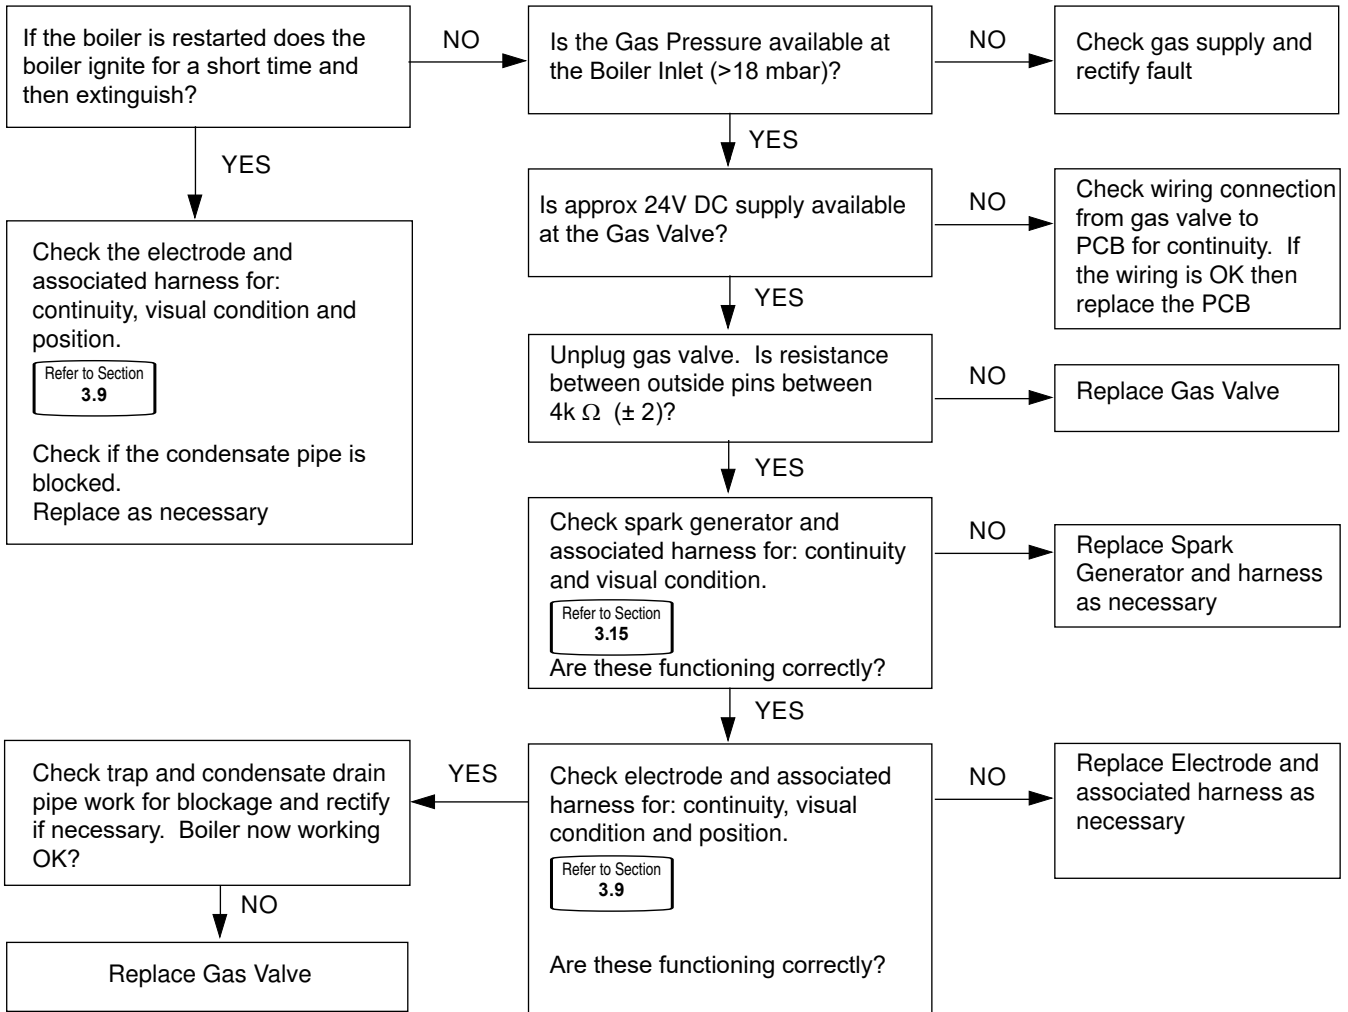 If the boiler is restarted does the
boiler ignite for a short time and
then extinguish?
NO
Is the Gas Pressure available at
the Boiler Inlet (>18 mbar)?
NO
Check gas supply and
rectify fault
YES
YES
Check the electrode and
associated harness for:
continuity, visual condition and
position.
Refer to Section
3.9
Check if the condensate pipe is
blocked.
Replace as necessary
Is approx 24V DC supply available
at the Gas Valve?
NO
Check wiring connection
from gas valve to
PCB for continuity.  If
the wiring is OK then
replace the PCB
YES
Unplug gas valve.  Is resistance
between outside pins between
4k Ω  (± 2)?
NO
Replace Gas Valve
YES
Check spark generator and
associated harness for: continuity
and visual condition.
Refer to Section
3.15
Are these functioning correctly?
NO
Replace Spark
Generator and harness
as necessary
YES
Check electrode and associated
harness for: continuity, visual
condition and position.
Refer to Section
3.9
Are these functioning correctly?
NO
Replace Electrode and
associated harness as
necessary
YES
Check trap and condensate drain
pipe work for blockage and rectify
if necessary.  Boiler now working
OK?
NO
Replace Gas Valve